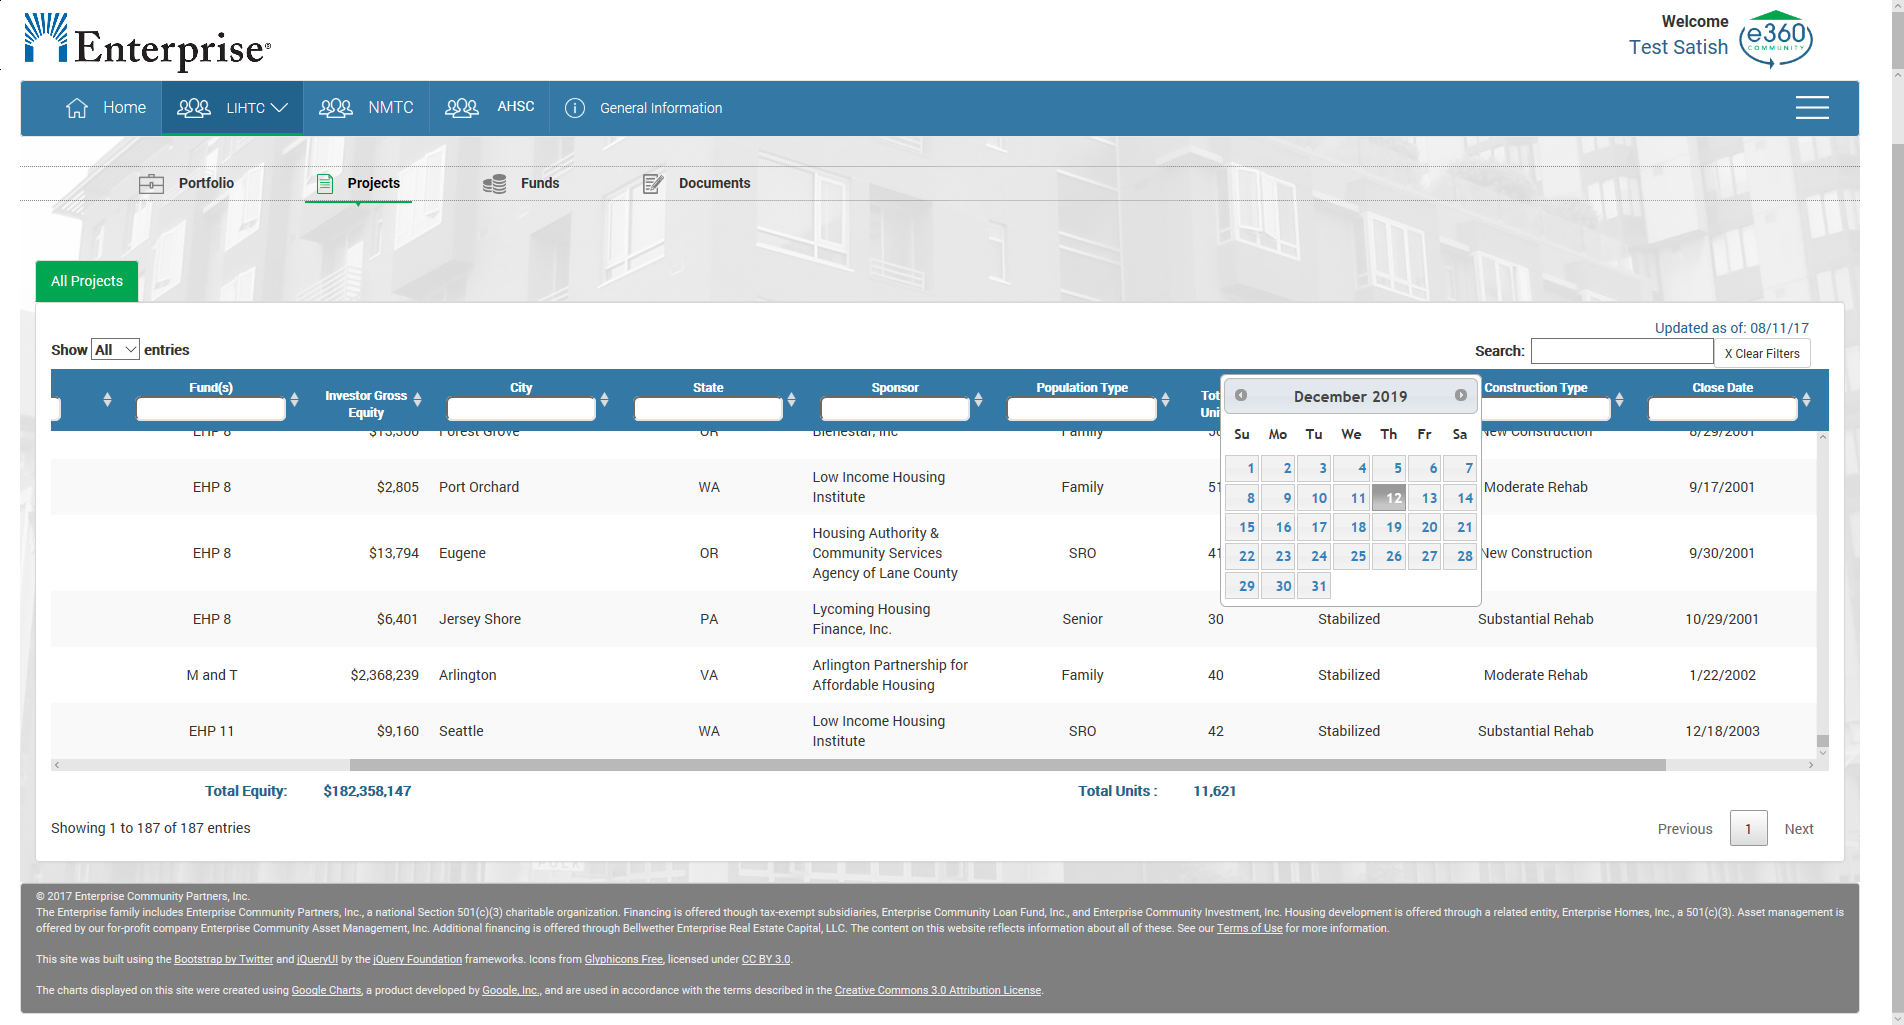 Enterprise®
Welcome
Test Satish
e360
COMMUNITY
Home
LIHTC
NMTC
AHSC
General Information
Portfolio
Projects
Funds
Documents
All Projects
Updated as of: 08/11/17
Show All entries
Search:
X Clear Filters
Fund(s)
Investor Gross
Equity
City
State
Sponsor
Population Type
Construction Type
Close Date
December 2019
Su Mo Tu We Th Fr Sa
1 2 3 4 5 6 7
8 9 10 11 12 13 14
15 16 17 18 19 20 21
22 23 24 25 26 27 28
29 30 31
EHP 8 $13,300 Forest Grove OR Bienestar, Inc Family New Construction 8/29/2001
EHP 8 $2,805 Port Orchard WA Low Income Housing
Institute
Family 51 Moderate Rehab 9/17/2001
EHP 8 $13,794 Eugene OR Housing Authority &
Community Services
Agency of Lane County
SRO 41 New Construction 9/30/2001
EHP 8 $6,401 Jersey Shore PA Lycoming Housing
Finance, Inc.
Senior 30 Stabilized Substantial Rehab 10/29/2001
M and T $2,368,239 Arlington VA Arlington Partnership for
Affordable Housing
Family 40 Stabilized Moderate Rehab 1/22/2002
EHP 11 $9,160 Seattle WA Low Income Housing
Institute
SRO 42 Stabilized Substantial Rehab 12/18/2003
Total Equity: $182,358,147
Total Units : 11,621
Showing 1 to 187 of 187 entries
Previous 1 Next
© 2017 Enterprise Community Partners, Inc.
The Enterprise family includes Enterprise Community Partners, Inc., a national Section 501(c)(3) charitable organization. Financing is offered though tax-exempt subsidiaries, Enterprise Community Loan Fund, Inc., and Enterprise Community Investment, Inc. Housing development is offered through a related entity, Enterprise Homes, Inc., a 501(c)(3). Asset management is
offered by our for-profit company Enterprise Community Asset Management, Inc. Additional financing is offered through Bellwether Enterprise Real Estate Capital, LLC. The content on this website reflects information about all of these. See our Terms of Use for more information.
This site was built using the Bootstrap by Twitter and jQueryUI by the jQuery Foundation frameworks. Icons from Glyphicons Free, licensed under CC BY 3.0.
The charts displayed on this site were created using Google Charts, a product developed by Google, Inc., and are used in accordance with the terms described in the Creative Commons 3.0 Attribution License.